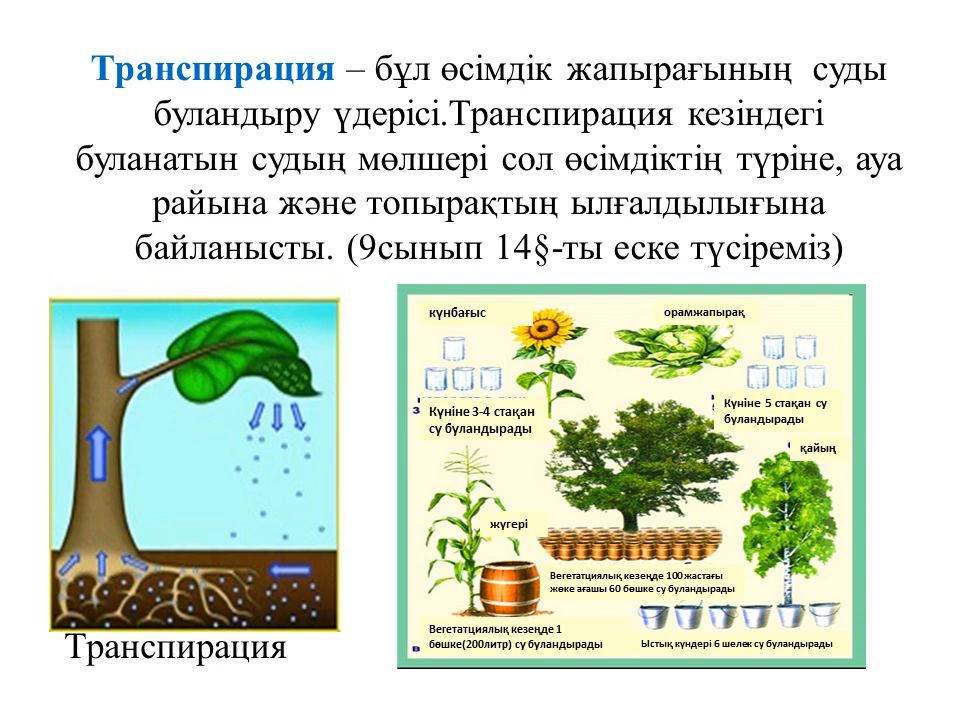 Транспирация – бұл өсімдік жапырағының суды
буландыру үдерісі.Транспирация кезіндегі
буланатын судың мөлшері сол өсімдіктің түріне, ауа
райына және топырақтың ылғалдылығына
байланысты. (9сынып 14§-ты еске түсіреміз)
күнбағыс
орамжапырақ
Күніне 3-4 стақан
су буландырады
Күніне 5 стақан су
буландырады
қайың
жүгері
Вегетатциялық кезеңде 100 жастағы
жөке ағашы 60 бөшке су буландырады
Вегетатциялық кезеңде 1
бөшке(200литр) су буландырады
Ыстық күндері 6 шелек су буландырады
Транспирация